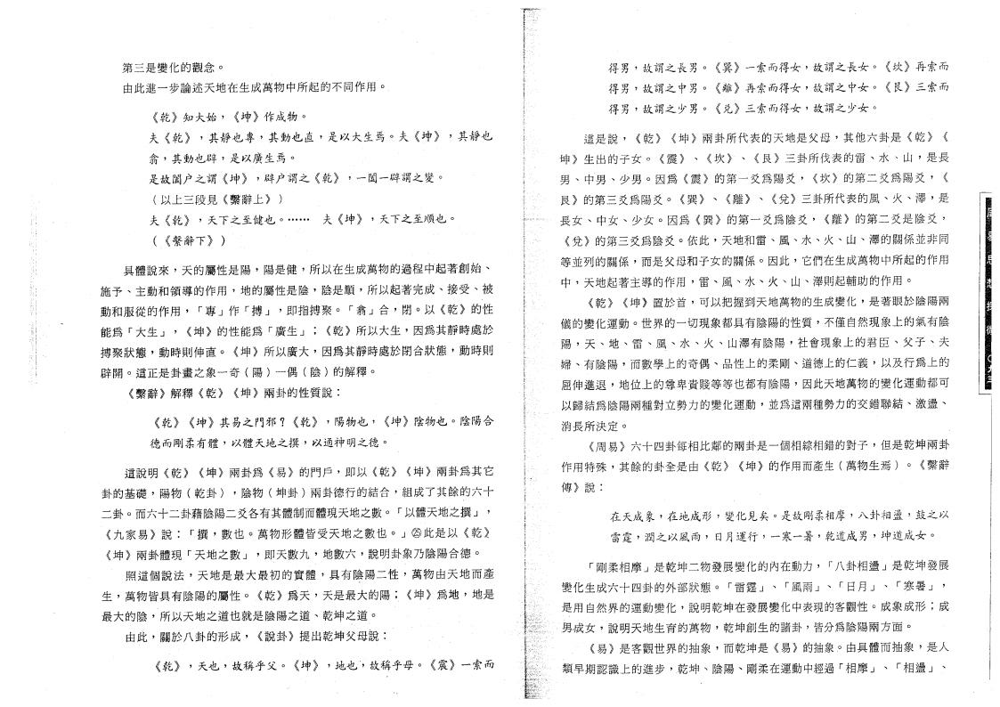 第三是變化的觀念。
由此進一步論述天地在生成萬物中所起的不同作用。
《乾》知大始，《坤》作成物。
夫《乾》，其靜也專，其動也直，是以大生焉。夫《坤》，其靜也
翕，其動也辟，是以廣生焉。
是故闔户之謂《坤》，辟户謂之《乾》，一闔一辟謂之變。
（以上三段見《繫辭上》）
夫《乾》，天下之至健也。…… 夫《坤》，天下之至順也。
（《繫辭下》）
具體說來，天的屬性是陽，陽是健，所以在生成萬物的過程中起著創始、
施予、主動和領導的作用，地的屬性是陰，陰是順，所以起著完成、接受、被
動和服從的作用，「專」作「摶」，即指摶聚。「翕」合，閉。以《乾》的性
能爲「大生」，《坤》的性能爲「廣生」；《乾》所以大生，因爲其靜時處於
摶聚狀態，動時則伸直。《坤》所以廣大，因爲其靜時處於閉合狀態，動時則
辟開。這正是卦畫之象一奇（陽）一偶（陰）的解釋。
《繫辭》解釋《乾》《坤》兩卦的性質說：
《乾》《坤》其易之門邪？《乾》，陽物也，《坤》陰物也。陰陽合
德而剛柔有體，以體天地之撰，以通神明之德。
這說明《乾》《坤》兩卦爲《易》的門戶，即以《乾》《坤》兩卦爲其它
卦的基礎，陽物（乾卦），陰物（坤卦）兩卦德行的結合，組成了其餘的六十
二卦。而六十二卦藉陰陽二爻各有其體制而體現天地之數。「以體天地之撰」，
《九家易》說：「撰，數也。萬物形體皆受天地之數也。」㉕此是以《乾》
《坤》兩卦體現「天地之數」，即天數九，地數六，說明卦象乃陰陽合德。
照這個說法，天地是最大最初的實體，具有陰陽二性，萬物由天地而產
生，萬物皆具有陰陽的屬性。《乾》爲天，天是最大的陽；《坤》爲地，地是
最大的陰，所以天地之道也就是陰陽之道、乾坤之道。
由此，關於八卦的形成，《說卦》提出乾坤父母說：
《乾》，天也，故稱乎父。《坤》，地也，故稱乎母。《震》一索而
得男，故謂之長男。《巽》一索而得女，故謂之長女。《坎》再索而
得男，故謂之中男。《離》再索而得女，故謂之中女。《艮》三索而
得男，故謂之少男。《兑》三索而得女，故謂之少女。
這是說，《乾》《坤》兩卦所代表的天地是父母，其他六卦是《乾》《
坤》生出的子女。《震》、《坎》、《艮》三卦所伐表的雷、水、山，是長
男、中男、少男。因爲《震》的第一爻爲陽爻，《坎》的第二爻爲陽爻，《
艮》的第三爻爲陽爻。《巽》、《離》、《兌》三卦所代表的風、火、澤，是
長女、中女、少女。因爲《巽》的第一爻爲陰爻，《離》的第二爻是陰爻，
《兌》的第三爻爲陰爻。依此，天地和雷、風、水、火、山、澤的關係並非同
等並列的關係，而是父母和子女的關係。因此，它們在生成萬物中所起的作用
中，天地起著主導的作用，雷、風、水、火、山、澤則起輔助的作用。
《乾》《坤》置於首，可以把握到天地萬物的生成變化，是著眼於陰陽兩
儀的變化運動。世界的一切現象都具有陰陽的性質，不僅自然現象上的氣有陰
陽，天、地、雷、風、水、火、山澤有陰陽，社會現象上的君臣、父子、夫
婦、有陰陽，而數學上的奇偶、品性上的柔剛、道德上的仁義，以及行爲上的
屈伸進退，地位上的尊卑貴賤等等也都有陰陽，因此天地萬物的變化運動都可
以歸結爲陰陽兩種對立勢力的變化運動，並爲這兩種勢力的交錯聯結、激盪、
消長所決定。
《周易》六十四卦每相比鄰的兩卦是一個相綜相錯的對子，但是乾坤兩卦
作用特殊，其餘的卦全是由《乾》《坤》的作用而產生（萬物生焉）。《繫辭
傳》說：
在天成象，在地成形，變化見矣。是故剛柔相摩，八卦相盪，鼓之以
雷霆，潤之以風雨，日月運行，一寒一暑，乾道成男，坤道成女。
「剛柔相摩」是乾坤二物發展變化的內在動力，「八卦相盪」是乾坤發展
變化生成六十四卦的外部狀態。「雷霆」、「風雨」、「日月」、「寒暑」，
是用自然界的運動變化，說明乾坤在發展變化中表現的客觀性。成象成形；成
男成女，說明天地生育的萬物，乾坤創生的諸卦，皆分爲陰陽兩方面。
《易》是客觀世界的抽象，而乾坤是《易》的抽象。由具體而抽象，是人
類早期認識上的進步，乾坤、陰陽、剛柔在運動中經過「相摩」、「相盪」、